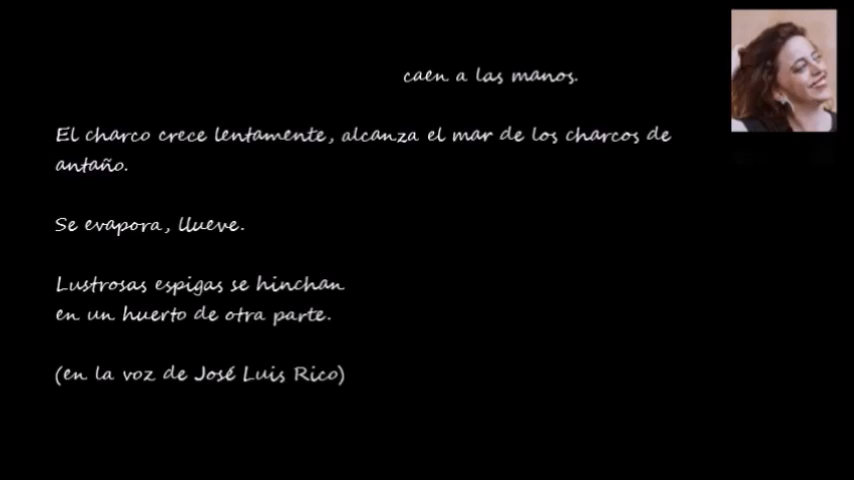 caen a las manos.
El charco crece lentamente, alcanza el mar de los charcos de
antaño.
Se evapora, llueve.
Lustrosas espigas se hinchan
en un huerto de otra parte.
(en la voz de José Luis Rico)